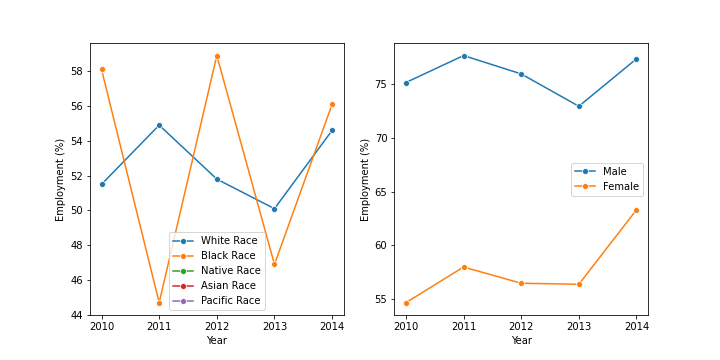 Employment (%)
58
56
54
52
50
48
46
44
White Race
Black Race
Native Race
Asian Race
Pacific Race
2010 2011 2012 2013 2014
Year
Employment (%)
75
70
65
60
55
Male
Female
2010 2011 2012 2013 2014
Year